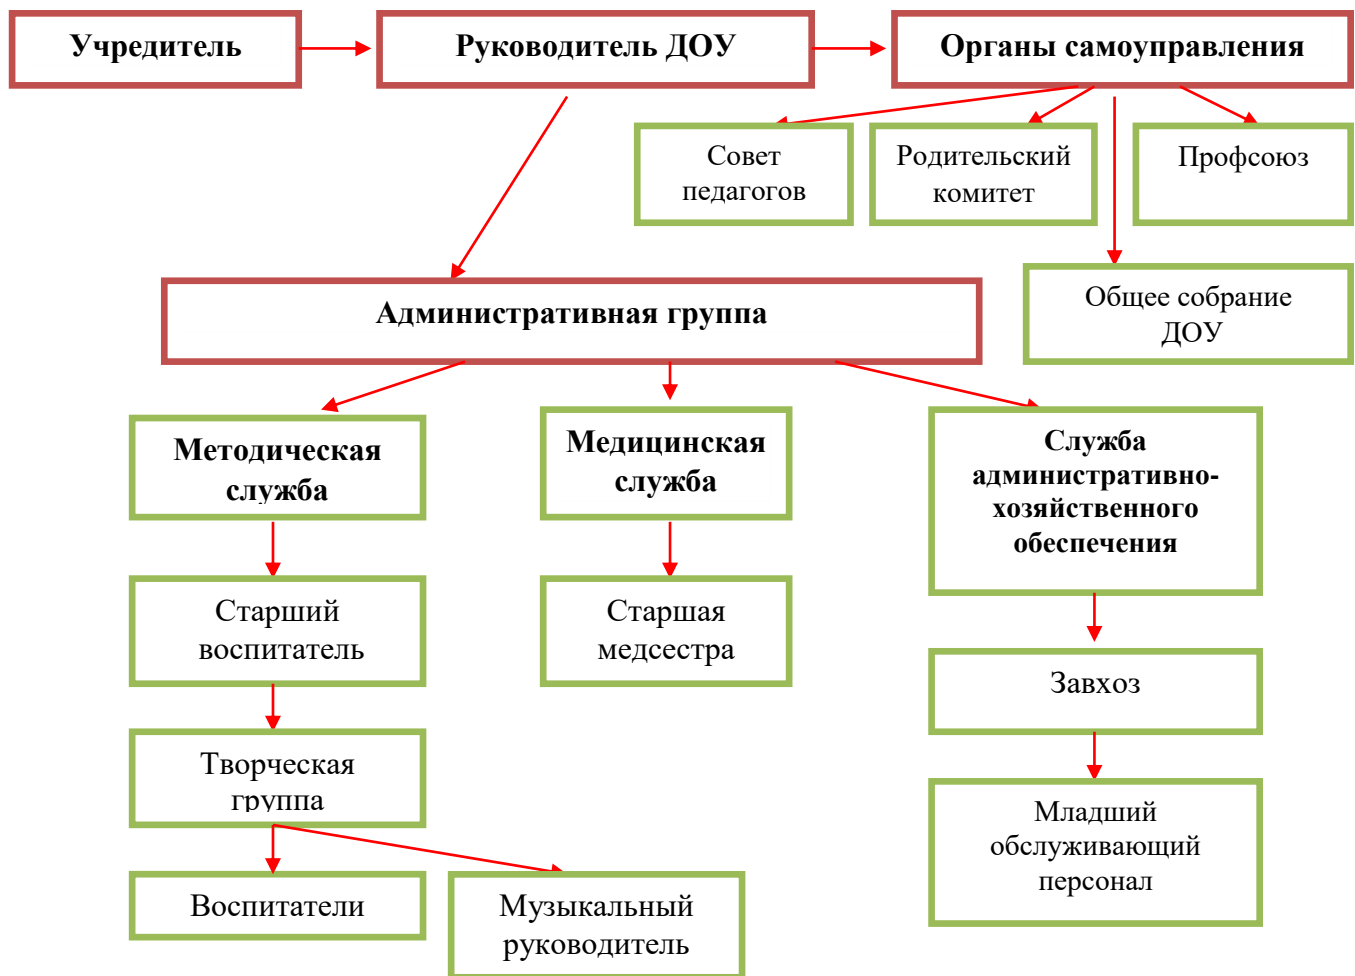 Учредитель
Руководитель ДОУ
Органы самоуправления
Совет
педагогов
Родительский
комитет
Профсоюз
Общее собрание
ДОУ
Административная группа
Методическая
служба
Медицинская
служба
Служба
административно-
хозяйственного
обеспечения
Старший
воспитатель
Старшая
медсестра
Завхоз
Творческая
группа
Младший
обслуживающий
персонал
Воспитатели
Музыкальный
руководитель